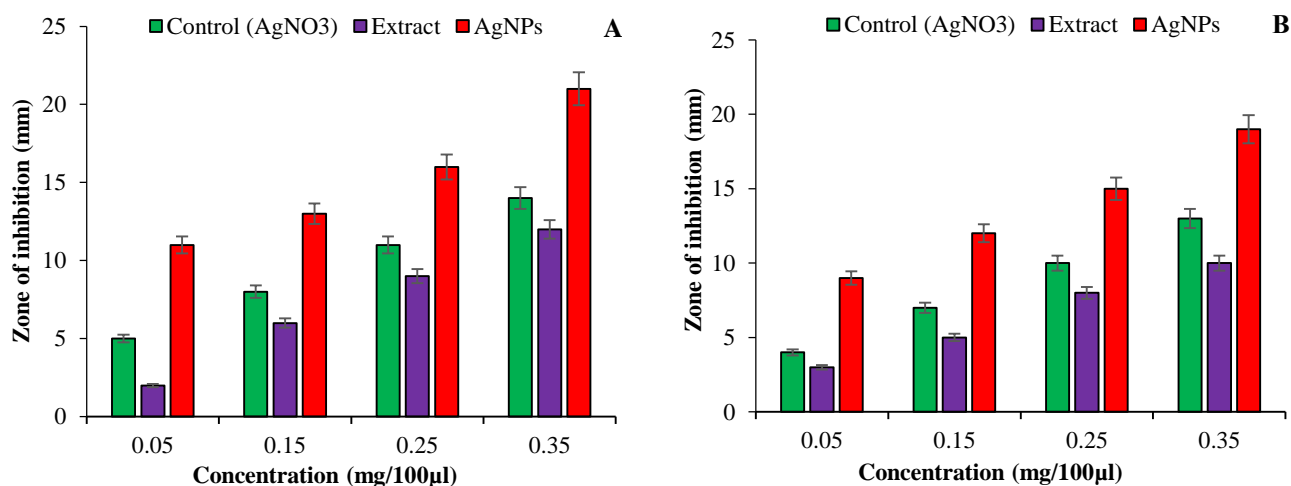 Control (AgNO3) Extract AgNPs
A
Zone of inhibition (mm)
25
20
15
10
5
0
0.05 0.15 0.25 0.35
Concentration (mg/100µl)
Control (AgNO3) Extract AgNPs
B
Zone of inhibition (mm)
25
20
15
10
5
0
0.05 0.15 0.25 0.35
Concentration (mg/100µl)